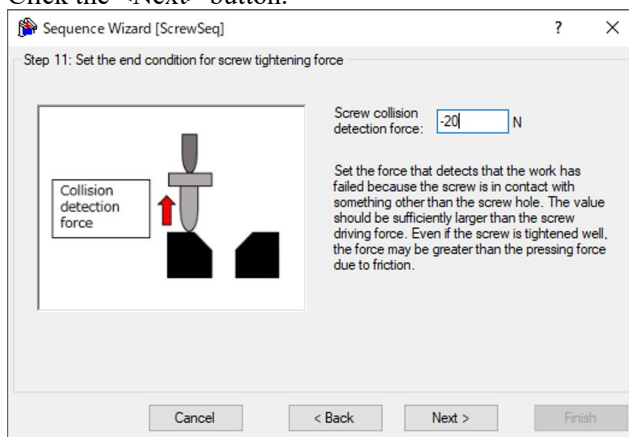 Click the <Next> button.
Sequence Wizard [ScrewSeq]
?
Step 11: Set the end condition for screw tightening force
Collision
detection
force
Screw collision
detection force:
-20
N
Set the force that detects that the work has
failed because the screw is in contact with
something other than the screw hole. The value
should be sufficiently larger than the screw
driving force. Even if the screw is tightened well,
the force may be greater than the pressing force
due to friction.
Cancel
< Back
Next >
Finish